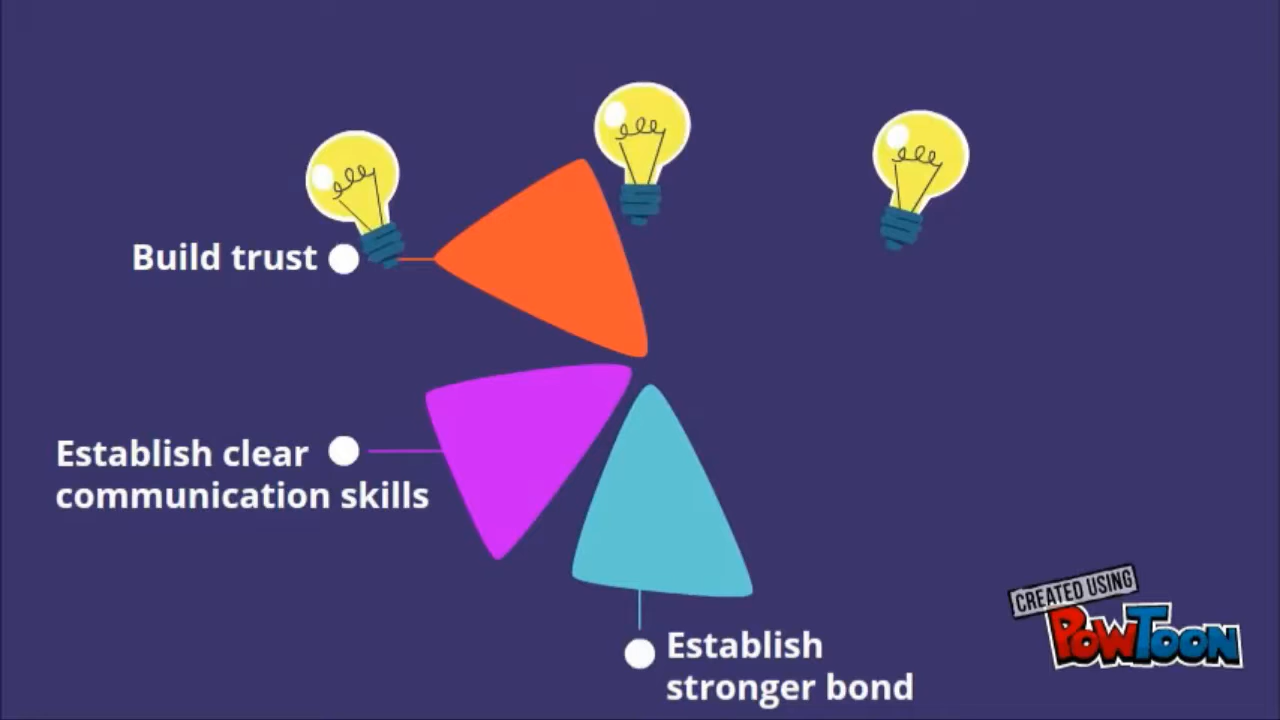 Build trust
Establish clear
communication skills
Establish
stronger bond
CREATED USING
POWTOON